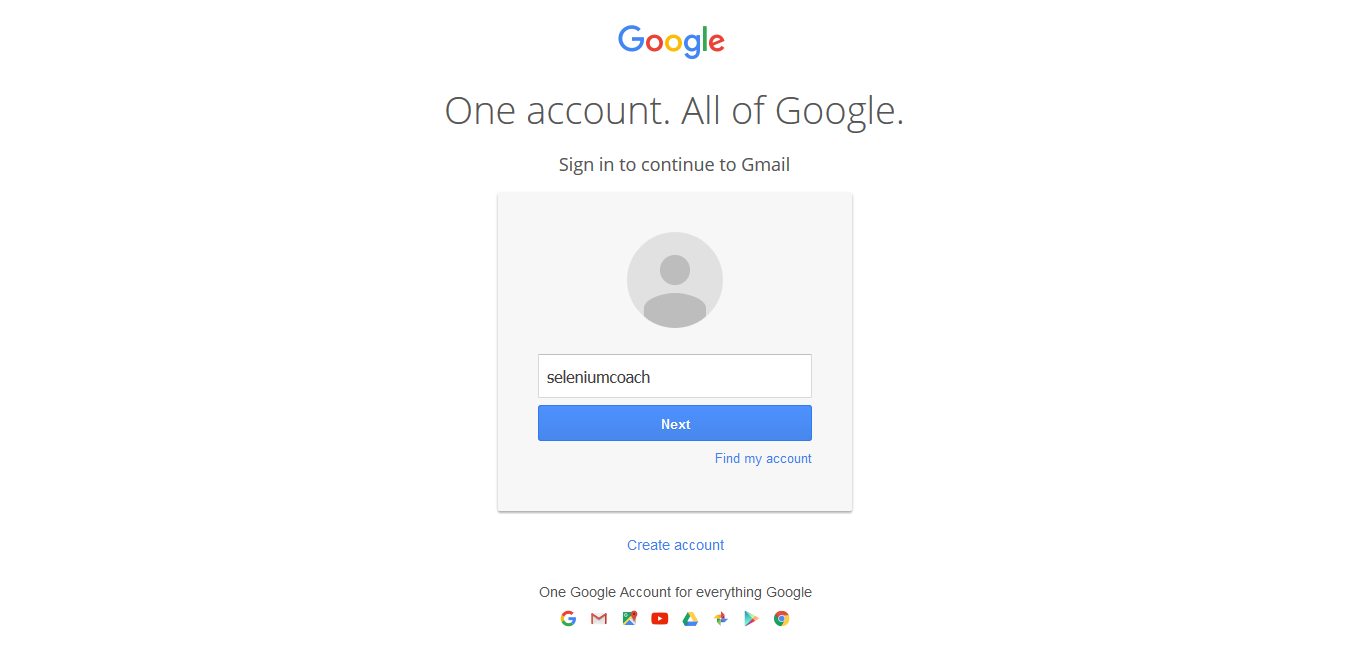 Google
One account. All of Google.
Sign in to continue to Gmail
seleniumcoach
Next
Find my account
Create account
One Google Account for everything Google